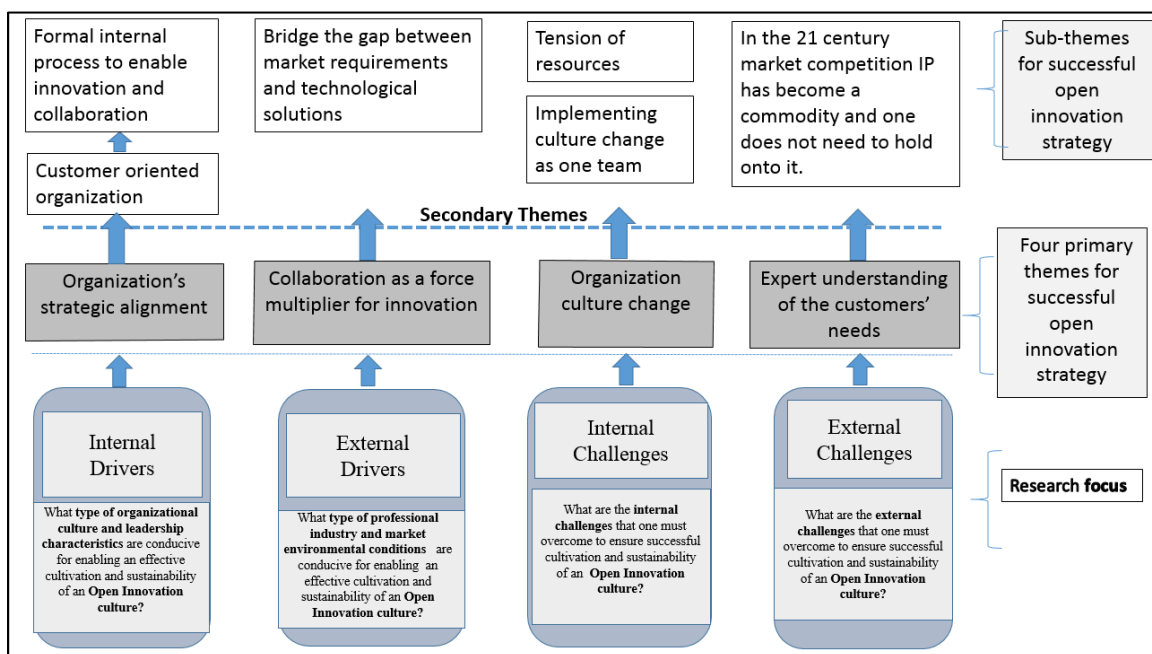 Formal internal
process to enable
innovation and
collaboration
Bridge the gap between
market requirements
and technological
solutions
Tension of
resources
In the 21 century
market competition IP
has become a
commodity and one
does not need to hold
onto it.
Sub-themes
for successful
open
innovation
strategy
Customer oriented
organization
Implementing
culture change
as one team
Secondary Themes
Organization's
strategic alignment
Collaboration as a force
multiplier for innovation
Organization
culture change
Expert understanding
of the customers'
needs
Four primary
themes for
successful
open
innovation
strategy
Internal
Drivers
What type of organizational
culture and leadership
characteristics are conducive
for enabling an effective
cultivation and sustainability
of an Open Innovation
culture?
External
Drivers
What type of professional
industry and market
environmental conditions are
conducive for enabling an
effective cultivation and
sustainability of an Open
Innovation culture?
Internal
Challenges
What are the internal
challenges that one must
overcome to ensure successful
cultivation and sustainability
of an Open Innovation
culture?
External
Challenges
What are the external
challenges that one must
overcome to ensure successful
cultivation and sustainability
of an Open Innovation
culture?
Research focus